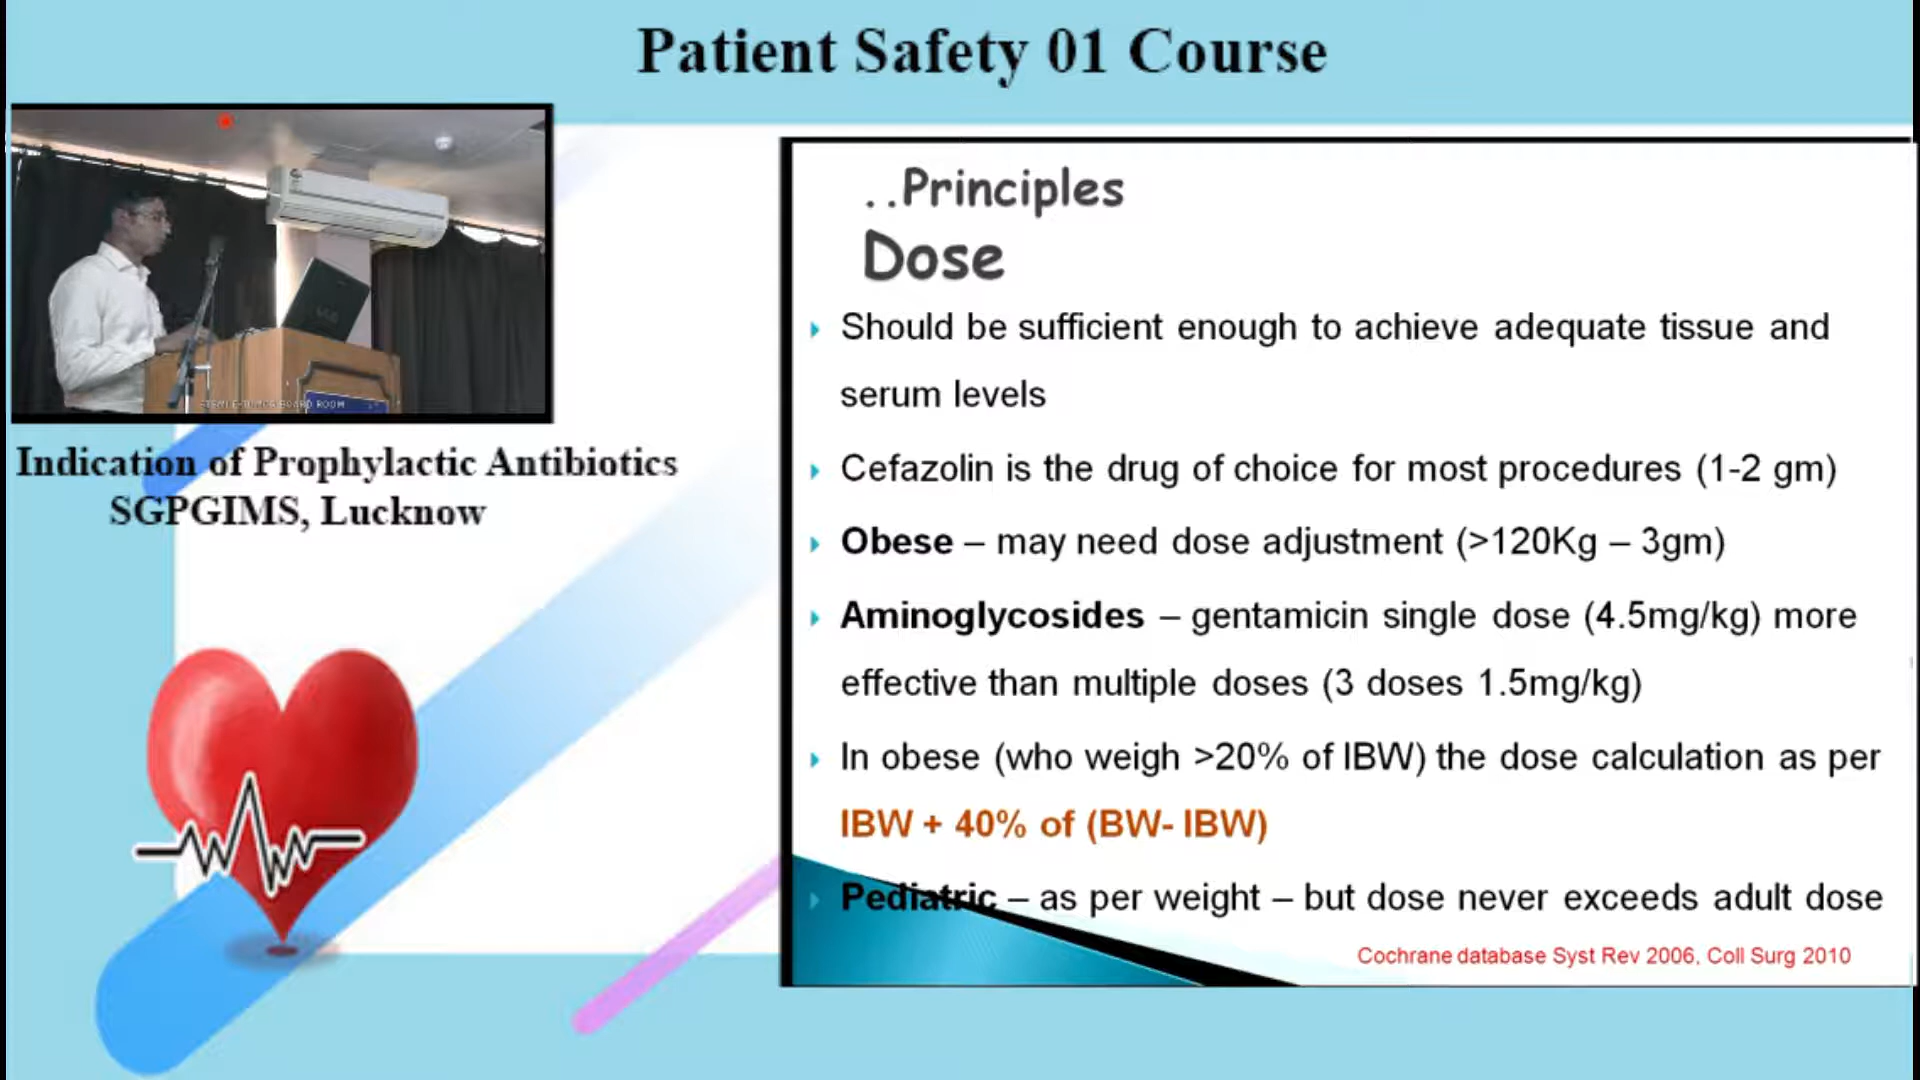 Patient Safety 01 Course
Indication of Prophylactic Antibiotics
SGPGIMS, Lucknow
..Principles
Dose
Should be sufficient enough to achieve adequate tissue and
serum levels
Cefazolin is the drug of choice for most procedures (1-2 gm)
Obese – may need dose adjustment (>120Kg – 3gm)
Aminoglycosides – gentamicin single dose (4.5mg/kg) more
effective than multiple doses (3 doses 1.5mg/kg)
In obese (who weigh >20% of IBW) the dose calculation as per
IBW + 40% of (BW- IBW)
Pediatric – as per weight – but dose never exceeds adult dose
Cochrane database Syst Rev 2006, Coll Surg 2010
BOARD ROOM